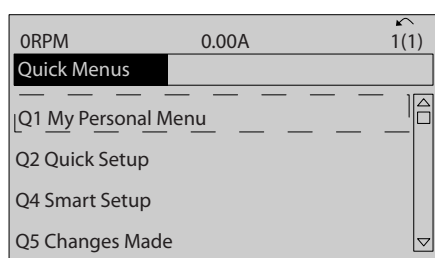 0RPM 0.00A 1(1)
Quick Menus
Q1 My Personal Menu
Q2 Quick Setup
Q4 Smart Setup
Q5 Changes Made